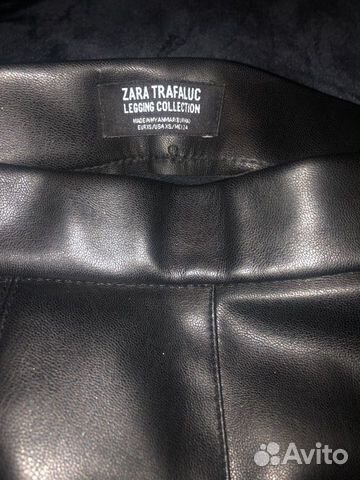 ZARA TRAFALUC
LEGGING COLLECTION
MADE IN MYANMAR (BURMA)
EUR XS/USA XS/MEX 24
Avito